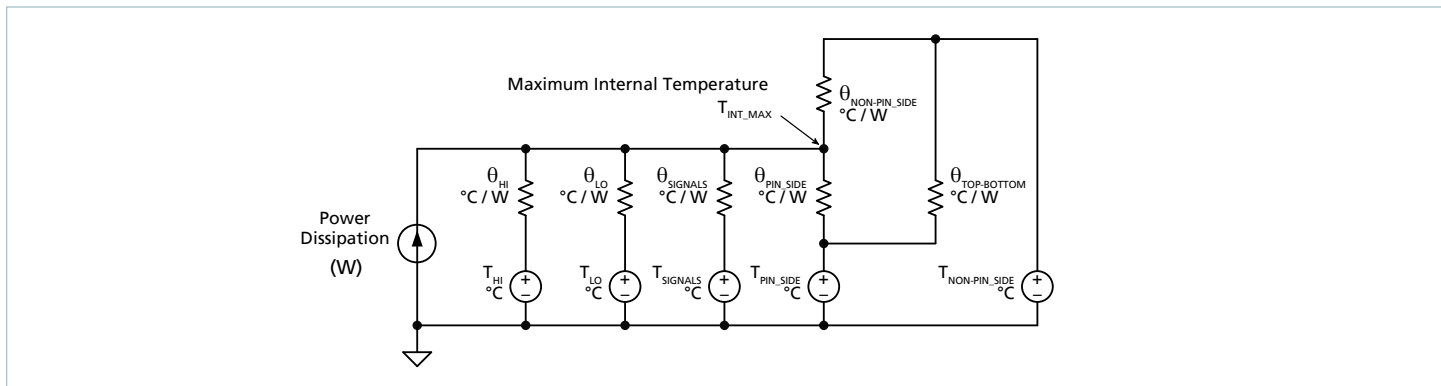 Maximum Internal Temperature
T_INT_MAX
θ_NON-PIN_SIDE
°C / W
θ_HI
°C / W
θ_LO
°C / W
θ_SIGNALS
°C / W
θ_PIN_SIDE
°C / W
θ_TOP-BOTTOM
°C / W
Power
Dissipation
(W)
T_HI
°C
+
–
T_LO
°C
+
–
T_SIGNALS
°C
+
–
T_PIN_SIDE
°C
+
–
T_NON-PIN_SIDE
°C
+
–